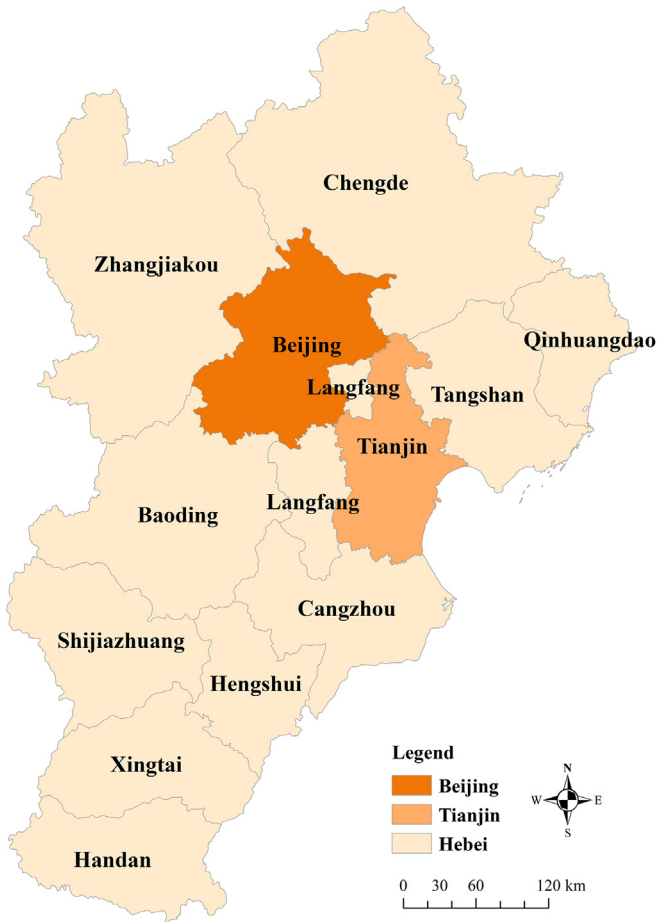 Chengde
Zhangjiakou
Qinhuangdao
Beijing
Langfang
Tangshan
Tianjin
Langfang
Baoding
Cangzhou
Shijiazhuang
Hengshui
Xingtai
Handan
Legend
Beijing
Tianjin
Hebei
N
W E
S
0 30 60 120 km